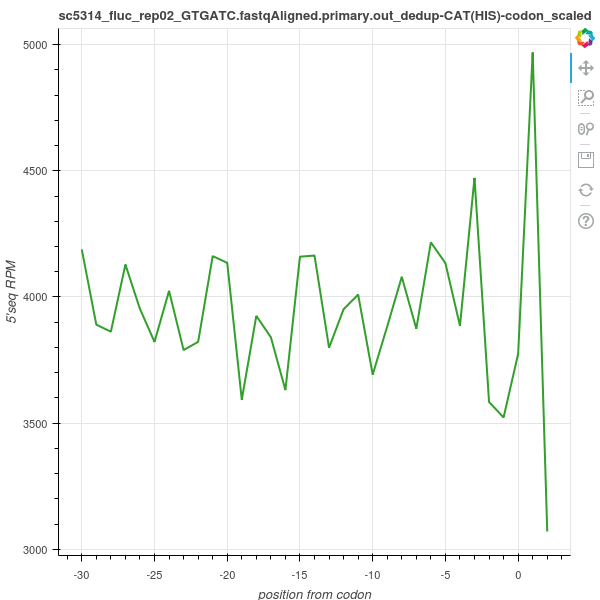 sc5314_fluc_rep02_GTGATC.fastqAligned.primary.out_dedup-CAT(HIS)-codon_scaled
5000
4500
4000
3500
3000
5'seq RPM
-30 -25 -20 -15 -10 -5 0
position from codon